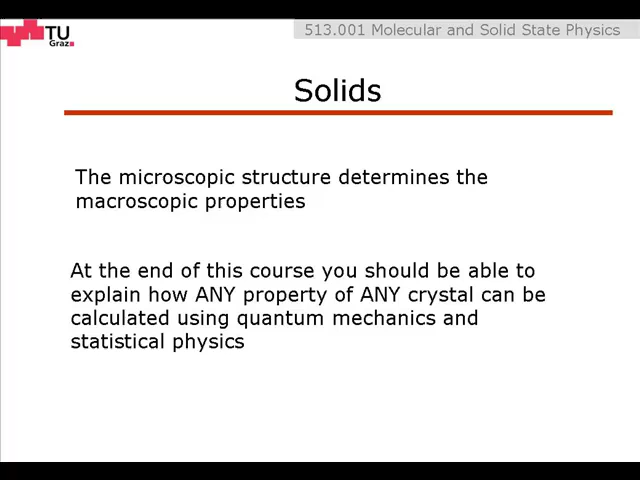 513.001 Molecular and Solid State Physics
TU
Graz
Solids
The microscopic structure determines the
macroscopic properties
At the end of this course you should be able to
explain how ANY property of ANY crystal can be
calculated using quantum mechanics and
statistical physics